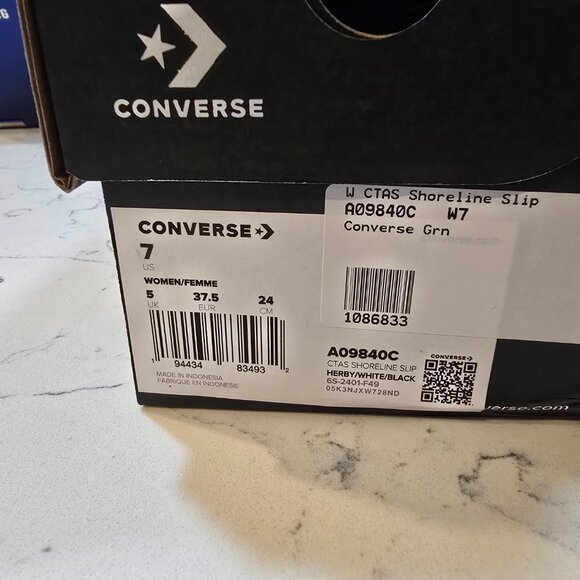 CONVERSE
W CTAS Shoreline Slip
A09840C W7
Converse Grn
1086833
CONVERSE
7
US
WOMEN/FEMME
5 37.5 24
UK EUR CM
1 94434 83493 2
MADE IN INDONESIA
FABRIQUE EN INDONESIE
A09840C
CTAS SHORELINE SLIP
HERBY/WHITE/BLACK
6S-2401-F49
05K3NJXW728ND
CONVERSE